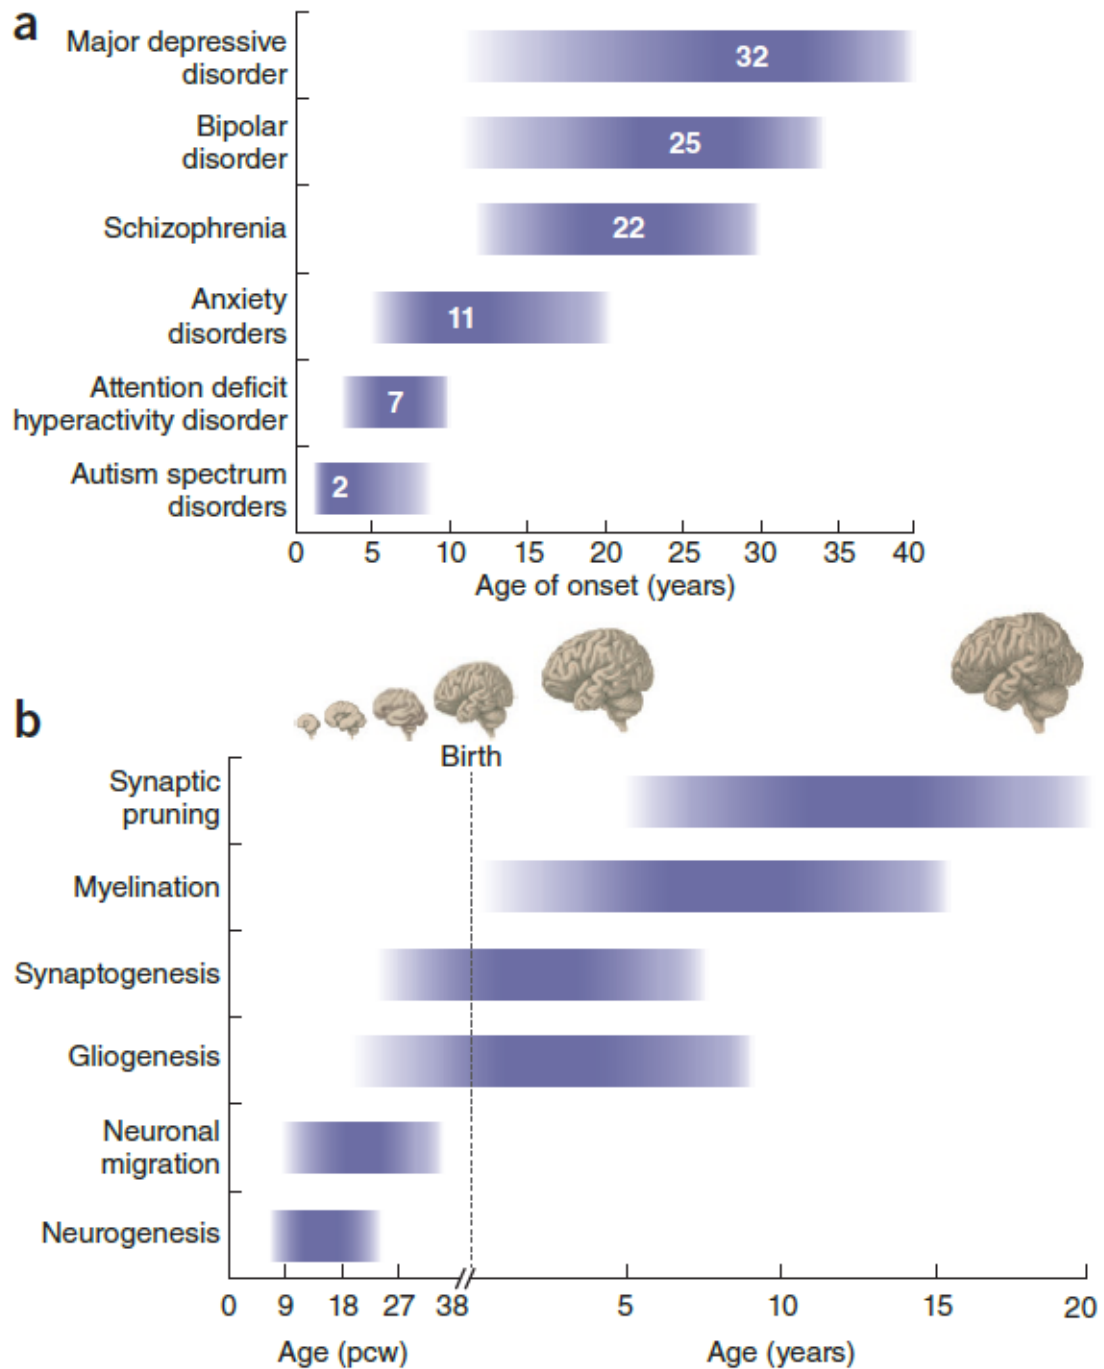 a
Major depressive
disorder
32
Bipolar
disorder
25
Schizophrenia
22
Anxiety
disorders
11
Attention deficit
hyperactivity disorder
7
Autism spectrum
disorders
2
0 5 10 15 20 25 30 35 40
Age of onset (years)
b
Birth
Synaptic
pruning
Myelination
Synaptogenesis
Gliogenesis
Neuronal
migration
Neurogenesis
0 9 18 27 38 5 10 15 20
Age (pcw) Age (years)